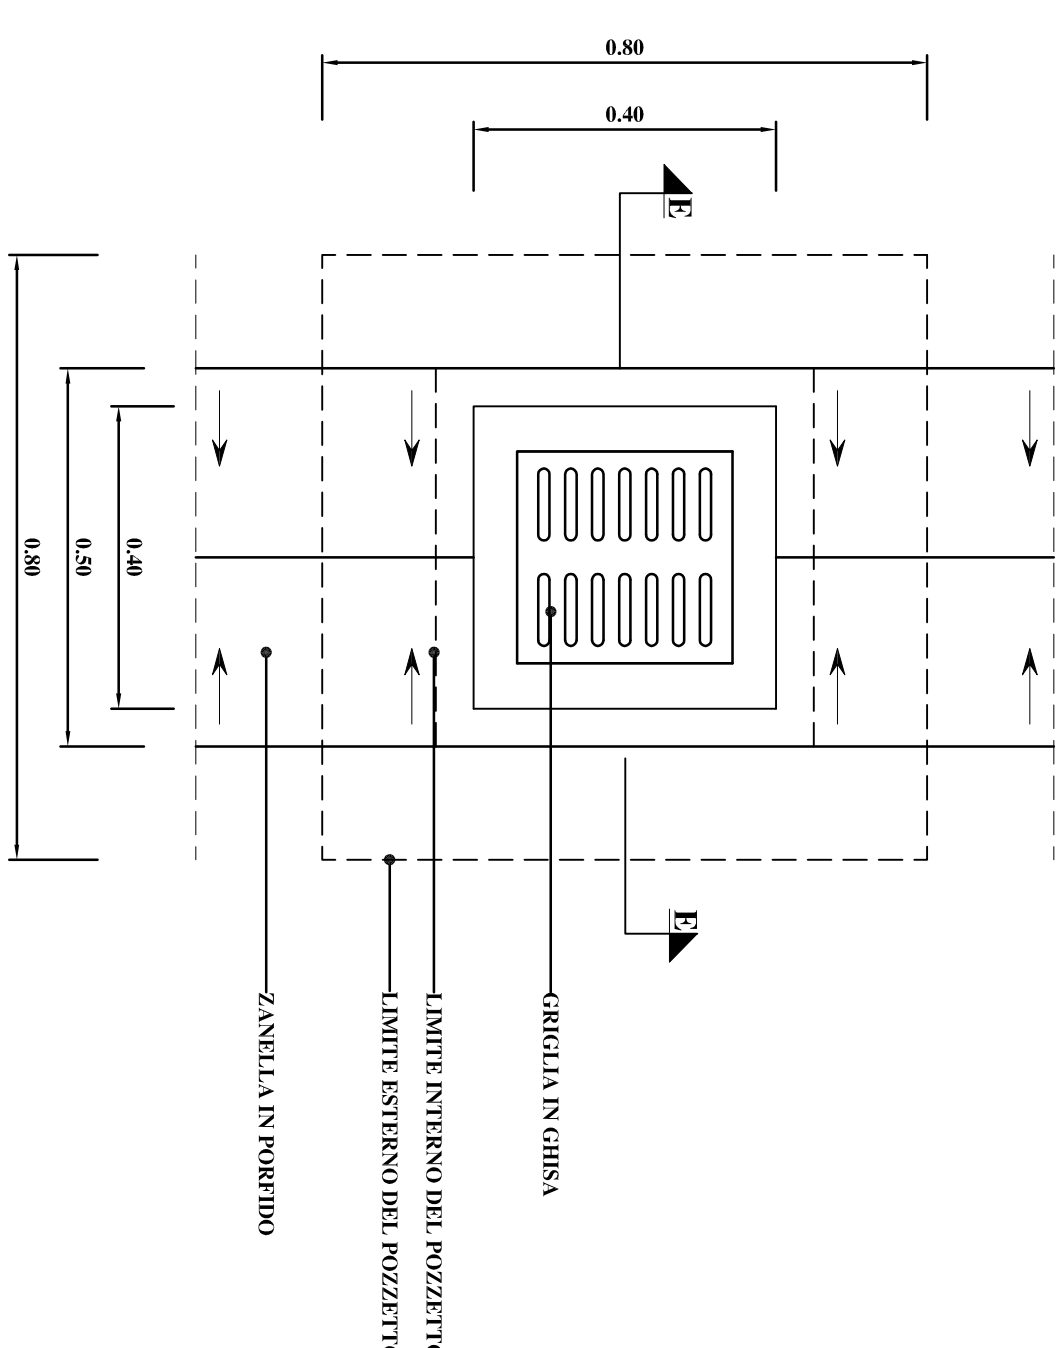 0.80
0.40
E
0.40
0.50
0.80
E
GRIGLIA IN GHISA
LIMITE INTERNO DEL POZZETTO
LIMITE ESTERNO DEL POZZETTO
ZANELLA IN PORFIDO